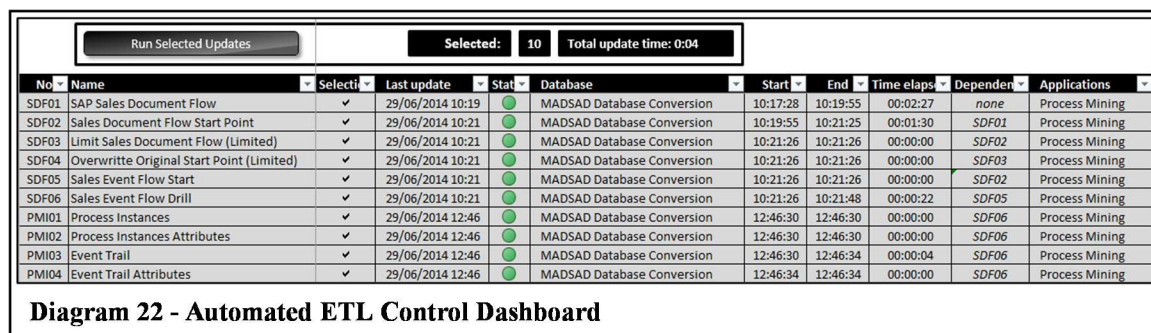 Run Selected Updates Selected: 10 Total update time: 0:04
No Name Selectio Last update Stat Database Start End Time elaps Dependen Applications
SDF01 SAP Sales Document Flow ✔ 29/06/2014 10:19 MADSAD Database Conversion 10:17:28 10:19:55 00:02:27 none Process Mining
SDF02 Sales Document Flow Start Point ✔ 29/06/2014 10:21 MADSAD Database Conversion 10:19:55 10:21:25 00:01:30 SDF01 Process Mining
SDF03 Limit Sales Document Flow (Limited) ✔ 29/06/2014 10:21 MADSAD Database Conversion 10:21:26 10:21:26 00:00:00 SDF02 Process Mining
SDF04 Overwritte Original Start Point (Limited) ✔ 29/06/2014 10:21 MADSAD Database Conversion 10:21:26 10:21:26 00:00:00 SDF03 Process Mining
SDF05 Sales Event Flow Start ✔ 29/06/2014 10:21 MADSAD Database Conversion 10:21:26 10:21:26 00:00:00 SDF02 Process Mining
SDF06 Sales Event Flow Drill ✔ 29/06/2014 10:21 MADSAD Database Conversion 10:21:26 10:21:48 00:00:22 SDF05 Process Mining
PMI01 Process Instances ✔ 29/06/2014 12:46 MADSAD Database Conversion 12:46:30 12:46:30 00:00:00 SDF06 Process Mining
PMI02 Process Instances Attributes ✔ 29/06/2014 12:46 MADSAD Database Conversion 12:46:30 12:46:30 00:00:00 SDF06 Process Mining
PMI03 Event Trail ✔ 29/06/2014 12:46 MADSAD Database Conversion 12:46:30 12:46:34 00:00:04 SDF06 Process Mining
PMI04 Event Trail Attributes ✔ 29/06/2014 12:46 MADSAD Database Conversion 12:46:34 12:46:34 00:00:00 SDF06 Process Mining
Diagram 22 - Automated ETL Control Dashboard